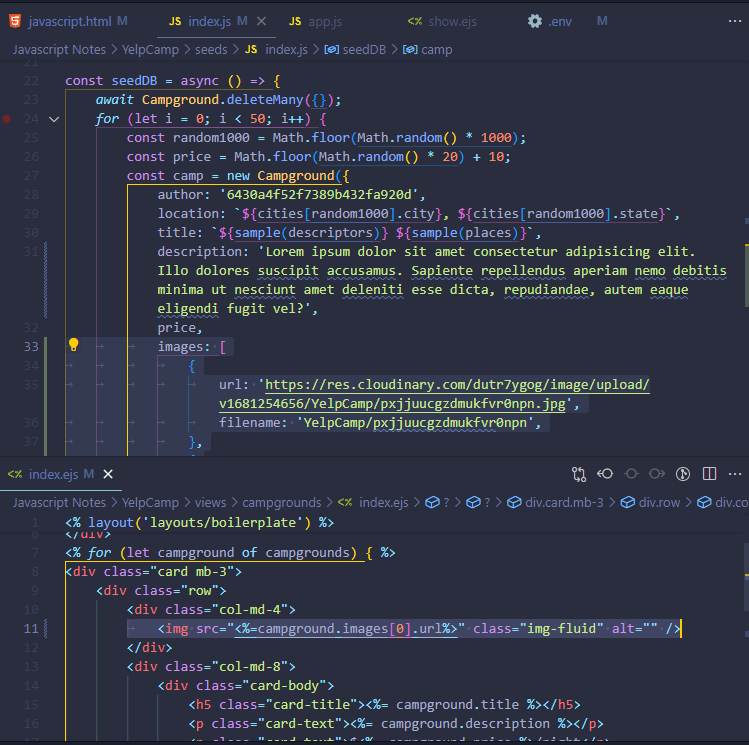 javascript.html M JS index.js M JS app.js <% show.ejs .env M ...
Javascript Notes > YelpCamp > seeds > JS index.js > seedDB > camp
21
22 const seedDB = async () => {
23 await Campground.deleteMany({});
24 for (let i = 0; i < 50; i++) {
25 const random1000 = Math.floor(Math.random() * 1000);
26 const price = Math.floor(Math.random() * 20) + 10;
27 const camp = new Campground({
28 author: '6430a4f52f7389b432fa920d',
29 location: `${cities[random1000].city}, ${cities[random1000].state}`,
30 title: `${sample(descriptors)} ${sample(places)}`,
31 description: 'Lorem ipsum dolor sit amet consectetur adipisicing elit.
Illo dolores suscipit accusamus. Sapiente repellendus aperiam nemo debitis
minima ut nesciunt amet deleniti esse dicta, repudiandae, autem eaque
eligendi fugit vel?',
32 price,
33 images: [
34 {
35 url: 'https://res.cloudinary.com/dutr7ygog/image/upload/
v1681254656/YelpCamp/pxjjuucgzdmukfvr0npn.jpg',
36 filename: 'YelpCamp/pxjjuucgzdmukfvr0npn',
37 },
<% index.ejs M
Javascript Notes > YelpCamp > views > campgrounds > <% index.ejs > ? > ? > div.card.mb-3 > div.row > div.co
1 <% layout('layouts/boilerplate') %>
6 </div>
7 <% for (let campground of campgrounds) { %>
8 <div class="card mb-3">
9 <div class="row">
10 <div class="col-md-4">
11 <img src="<%=campground.images[0].url%>" class="img-fluid" alt="" />
12 </div>
13 <div class="col-md-8">
14 <div class="card-body">
15 <h5 class="card-title"><%= campground.title %></h5>
16 <p class="card-text"><%= campground.description %></p>
17 <p class="card-text">$<%= campground.price %>/night</p>